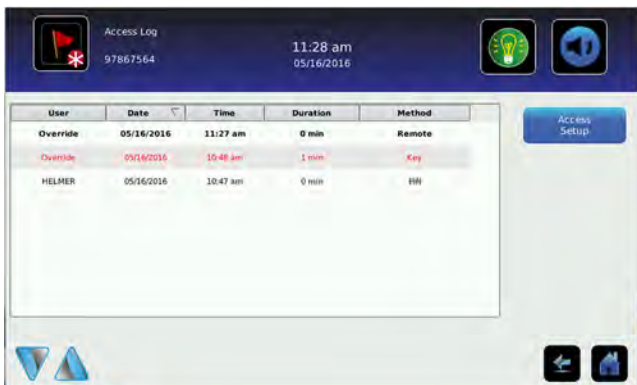 Access Log
97867564
11:28 am
05/16/2016
User Date Time Duration Method
Override 05/16/2016 11:27 am 0 min Remote
Override 05/16/2016 10:48 am 1 min Key
HELMER 05/16/2016 10:47 am 0 min PIN
Access
Setup